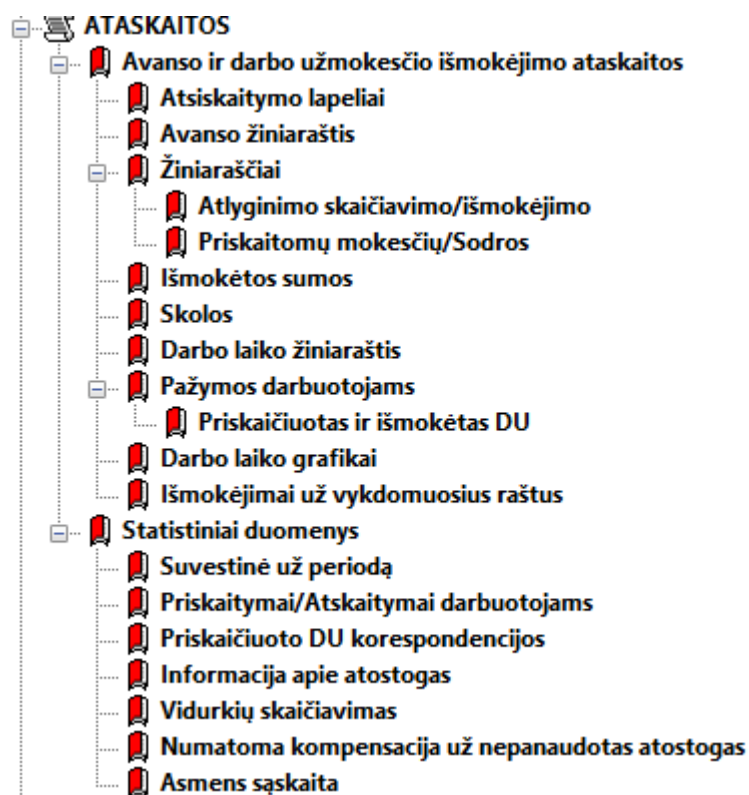 ATASKAITOS
Avanso ir darbo užmokesčio išmokėjimo ataskaitos
Atsiskaitymo lapeliai
Avanso žiniaraštis
Žiniaraščiai
Atlyginimo skaičiavimo/išmokėjimo
Priskaitomų mokesčių/Sodros
Išmokėtos sumos
Skolos
Darbo laiko žiniaraštis
Pažymos darbuotojams
Priskaičiuotas ir išmokėtas DU
Darbo laiko grafikai
Išmokėjimai už vykdomuosius raštus
Statistiniai duomenys
Suvestinė už periodą
Priskaitymai/Atskaitymai darbuotojams
Priskaičiuoto DU korespondencijos
Informacija apie atostogas
Vidurkių skaičiavimas
Numatoma kompensacija už nepanaudotas atostogas
Asmens sąskaita